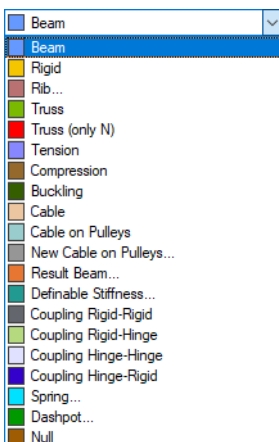 Beam
Beam
Rigid
Rib...
Truss
Truss (only N)
Tension
Compression
Buckling
Cable
Cable on Pulleys
New Cable on Pulleys...
Result Beam...
Definable Stiffness...
Coupling Rigid-Rigid
Coupling Rigid-Hinge
Coupling Hinge-Hinge
Coupling Hinge-Rigid
Spring...
Dashpot...
Null